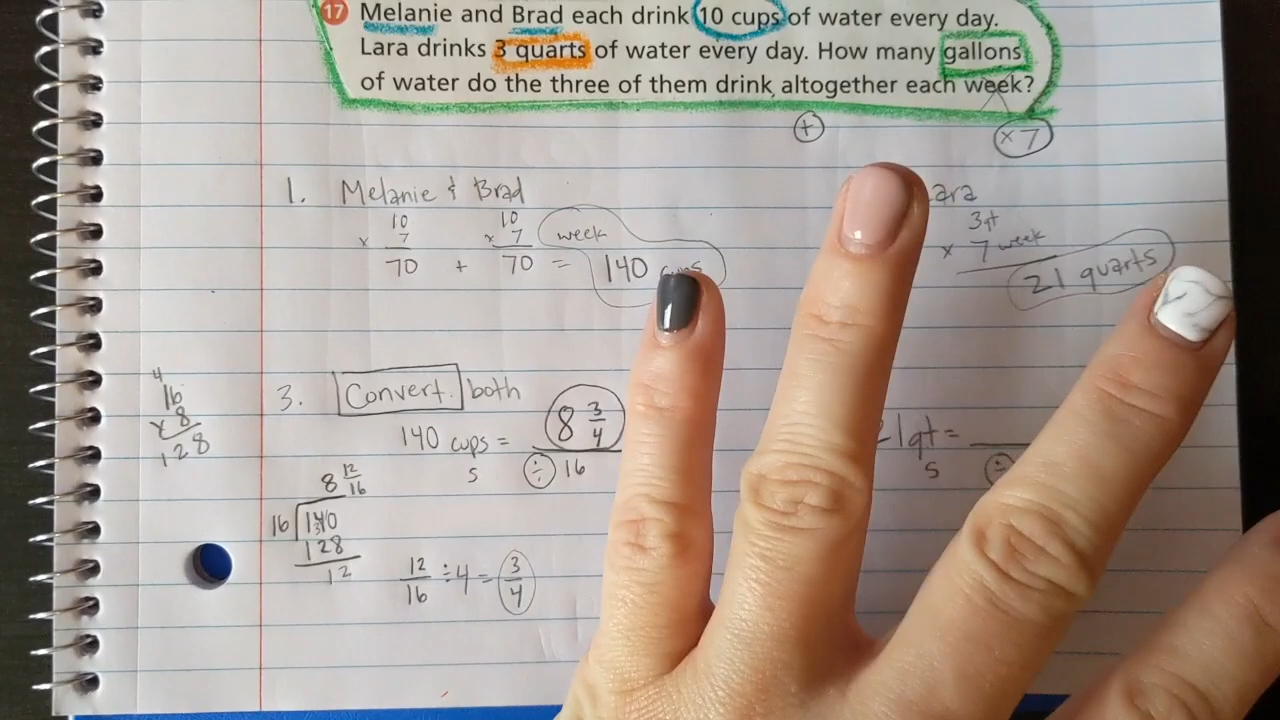 17 Melanie and Brad each drink 10 cups of water every day.
Lara drinks 3 quarts of water every day. How many gallons
of water do the three of them drink altogether each week?
+ × 7
1. Melanie & Brad
10
× 7
70
+
10
× 7
70
= 140 cups
week
ara
3qt
× 7 week
21 quarts
4
16
× 8
128
3. Convert both
140 cups = 8 3/4
÷ 16
s
8 12/16
16 140
3
128
12
12/16 ÷ 4 = 3/4
21qt =
s
÷